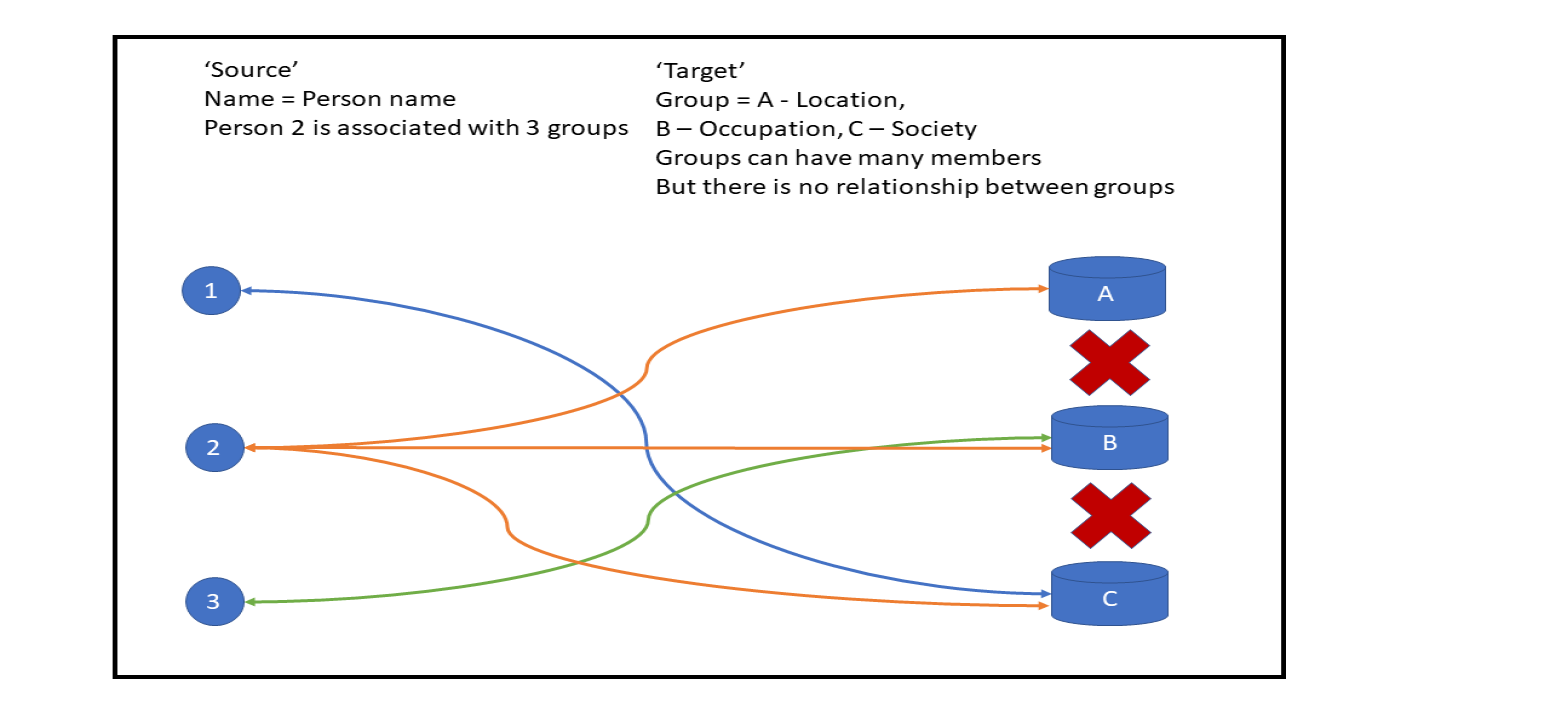 ‘Source’
Name = Person name
Person 2 is associated with 3 groups
‘Target’
Group = A - Location,
B – Occupation, C – Society
Groups can have many members
But there is no relationship between groups
1
A
2
B
3
C